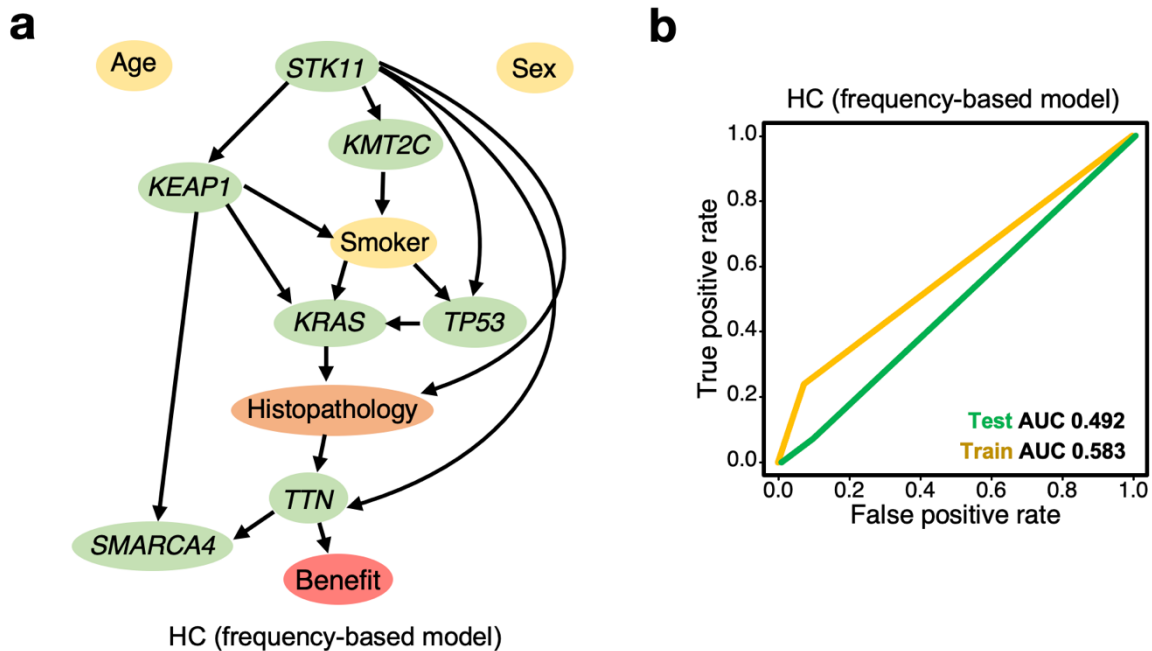 a
Age
STK11
Sex
KMT2C
KEAP1
Smoker
KRAS
TP53
Histopathology
TTN
SMARCA4
Benefit
HC (frequency-based model)
b
HC (frequency-based model)
True positive rate
1.0
0.8
0.6
0.4
0.2
0.0
Test AUC 0.492
Train AUC 0.583
0.0 0.2 0.4 0.6 0.8 1.0
False positive rate